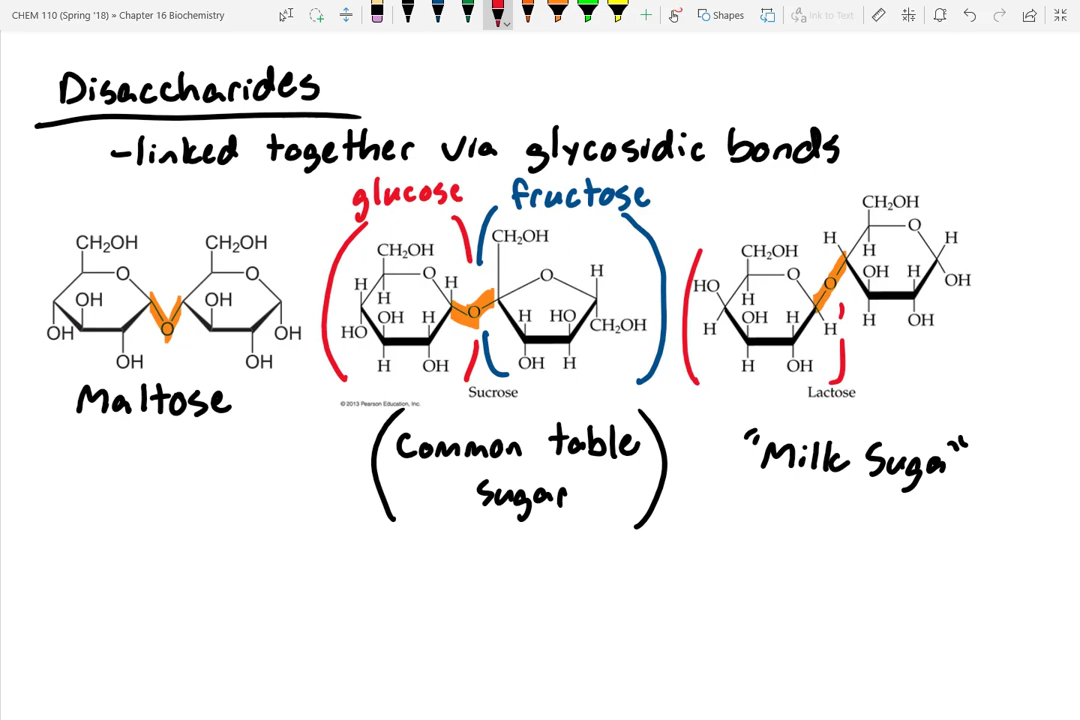 CHEM 110 (Spring '18) » Chapter 16 Biochemistry
Shapes
Ink to Text
Disaccharides
-linked together via glycosidic bonds
glucose fructose
CH₂OH CH₂OH
O O
OH OH
OH O OH
OH OH
Maltose
CH₂OH CH₂OH
O H O H
H H
OH H O H HO
HO CH₂OH
H OH OH H
Sucrose
© 2013 Pearson Education, Inc.
(Common table
sugar)
CH₂OH
O
H H H
CH₂OH OH H OH
HO O O
H H OH
OH H H
H
H OH
Lactose
"Milk Suga"